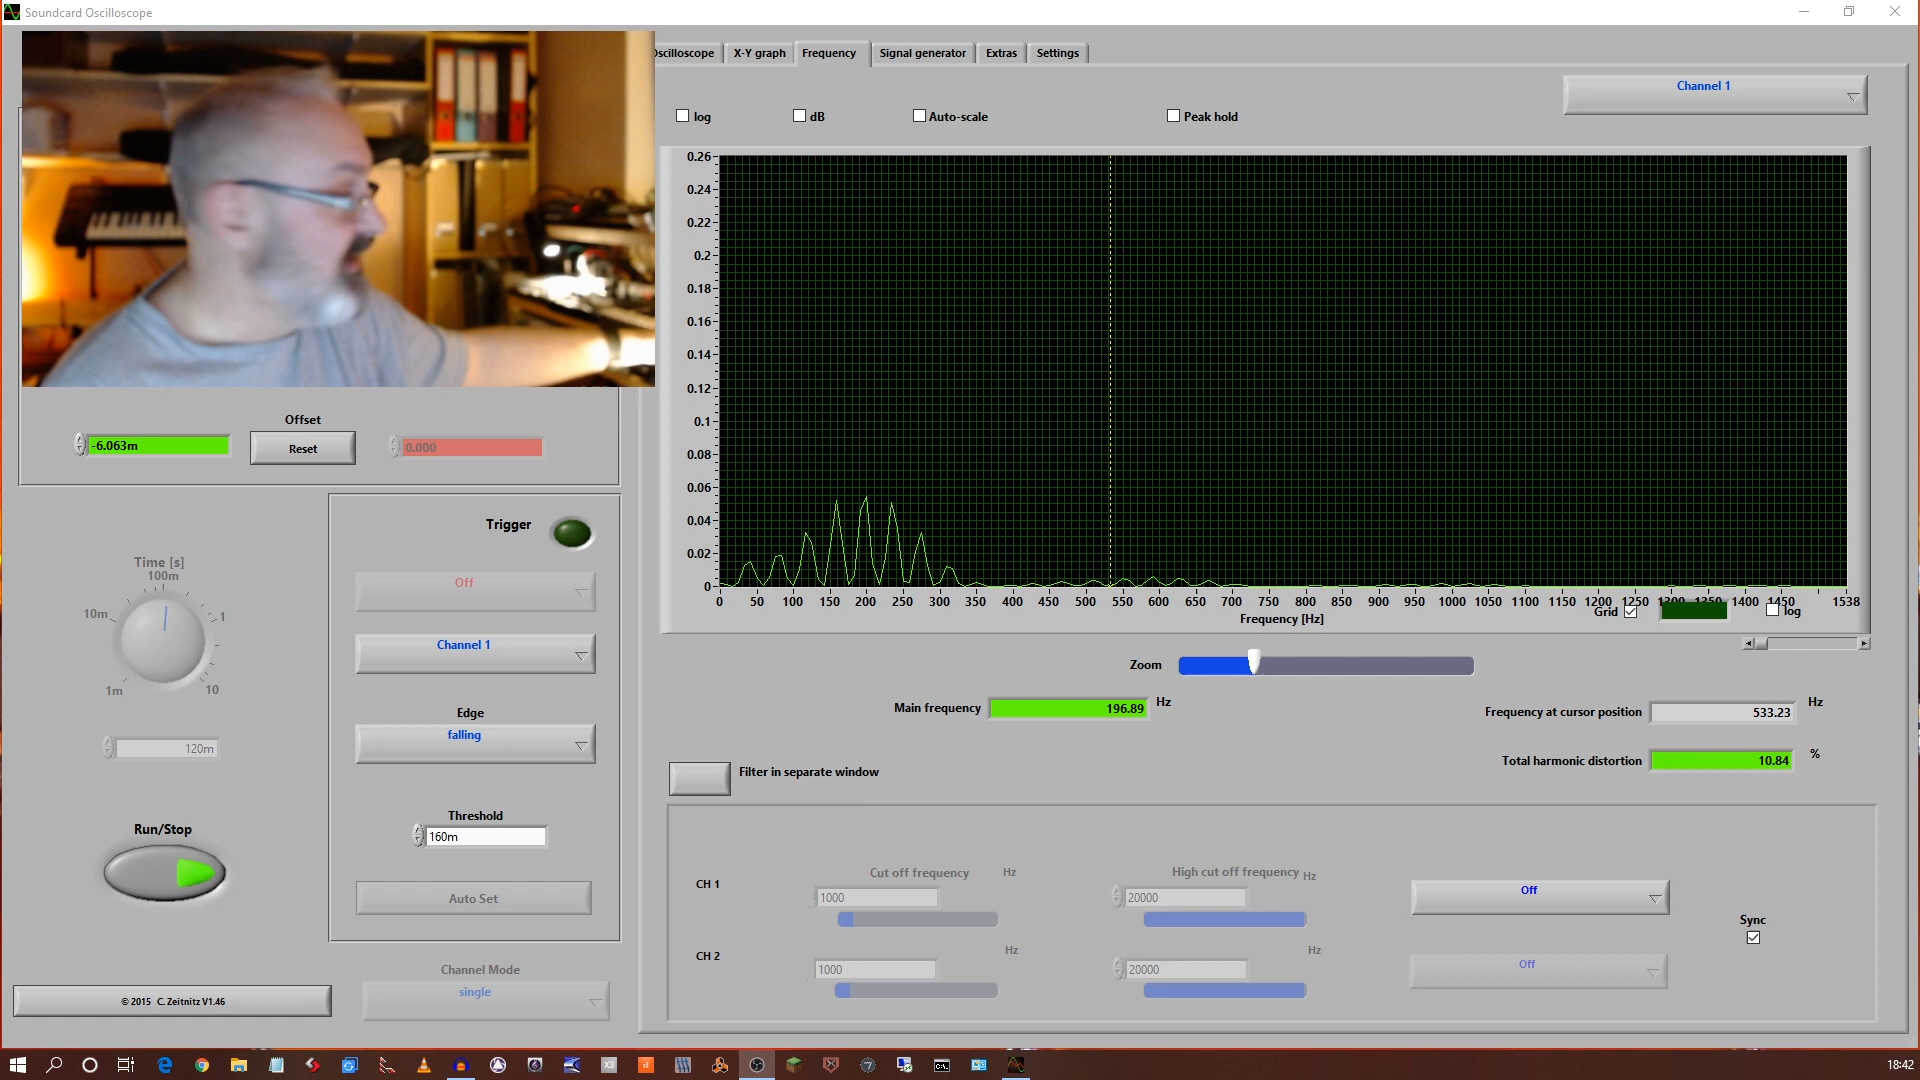 Soundcard Oscilloscope
Oscilloscope
X-Y graph
Frequency
Signal generator
Extras
Settings
Channel 1
log
dB
Auto-scale
Peak hold
0.26
0.24
0.22
0.2
0.18
0.16
0.14
0.12
0.1
0.08
0.06
0.04
0.02
0
0 50 100 150 200 250 300 350 400 450 500 550 600 650 700 750 800 850 900 950 1000 1050 1100 1150 1200 1250 1300 1350 1400 1450 1538
Frequency [Hz]
Grid
log
Zoom
Main frequency 196.89 Hz
Frequency at cursor position 533.23 Hz
Total harmonic distortion 10.84 %
Filter in separate window
Cut off frequency Hz
High cut off frequency Hz
CH 1
1000
20000
Off
Sync
CH 2
1000
Hz
20000
Hz
Off
Offset
-6.063m
Reset
0.000
Trigger
Off
Channel 1
Edge
falling
Threshold
160m
Auto Set
Time [s]
100m
10m
1
1m
10
120m
Run/Stop
Channel Mode
single
© 2015 C. Zeitnitz V1.46
X3
18:42